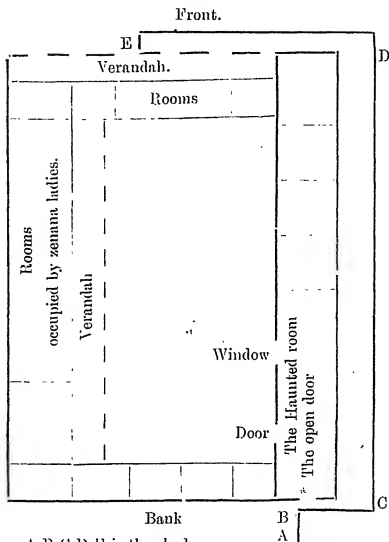 Front.
E
D
Verandah.
Rooms
Rooms
occupied by zenana ladies.
Verandah
Window
The Haunted room
The open door
Door
C
Bank
B
A